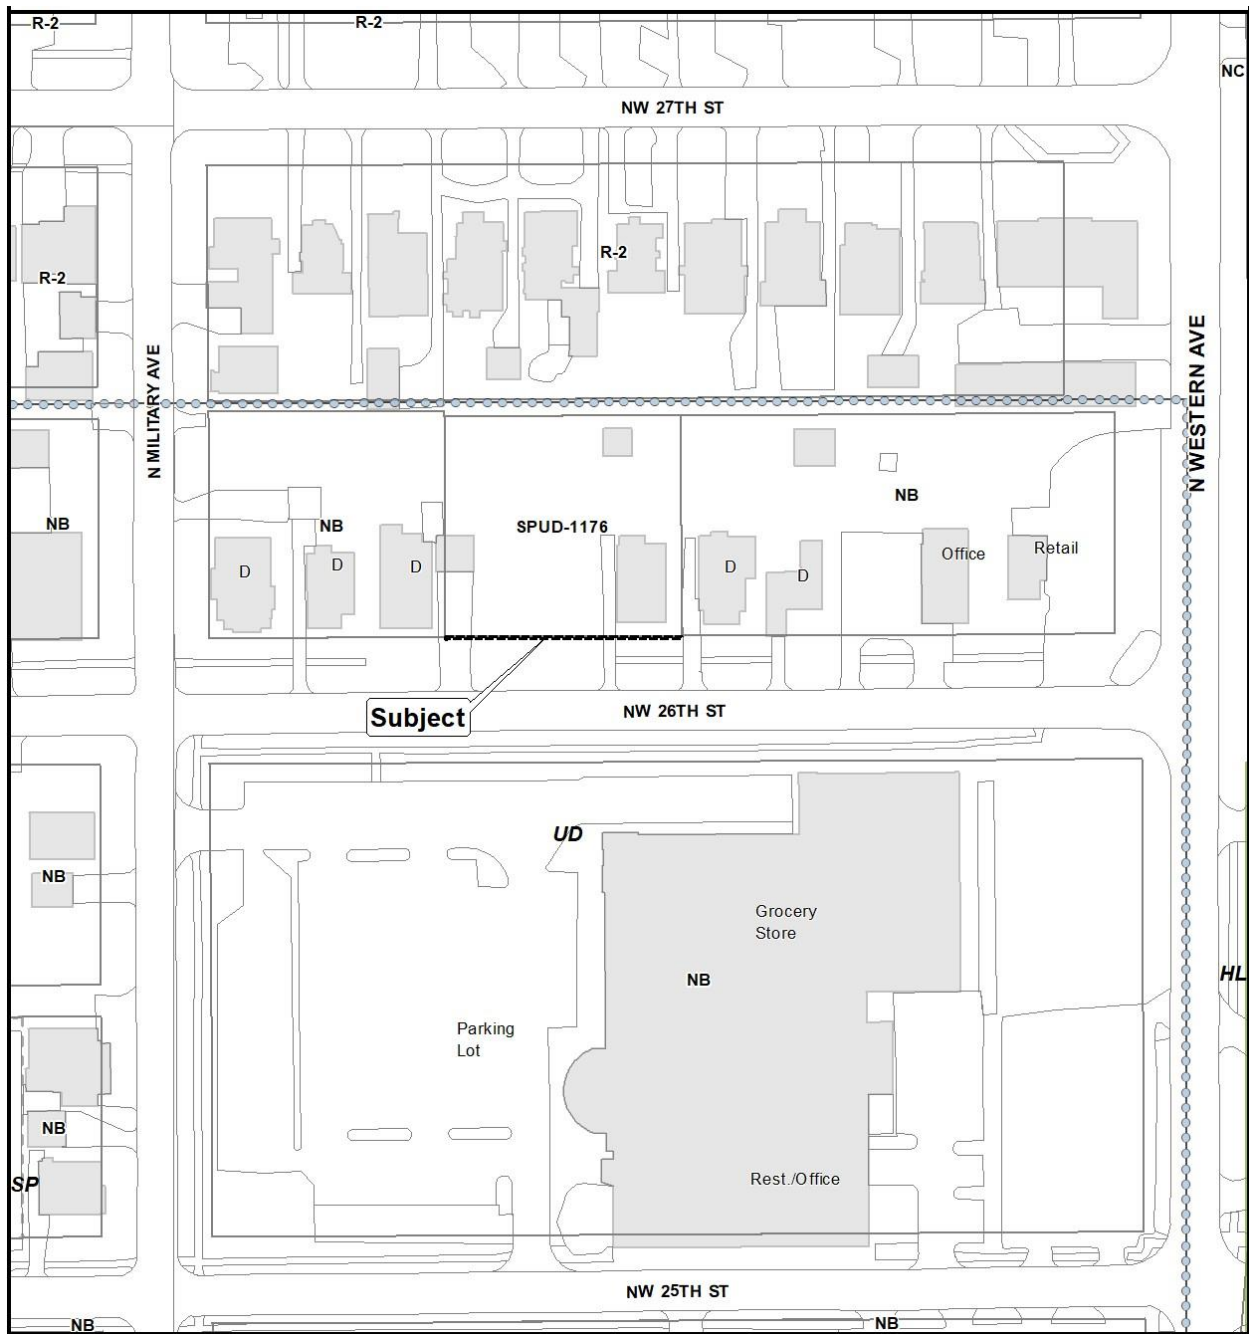 R-2
R-2
NC
NW 27TH ST
R-2
R-2
N MILITARY AVE
N WESTERN AVE
NB
NB
SPUD-1176
NB
D
D
D
D
D
Office
Retail
Subject
NW 26TH ST
UD
NB
Grocery
Store
NB
HL
Parking
Lot
NB
SP
Rest./Office
NW 25TH ST
NB
NB